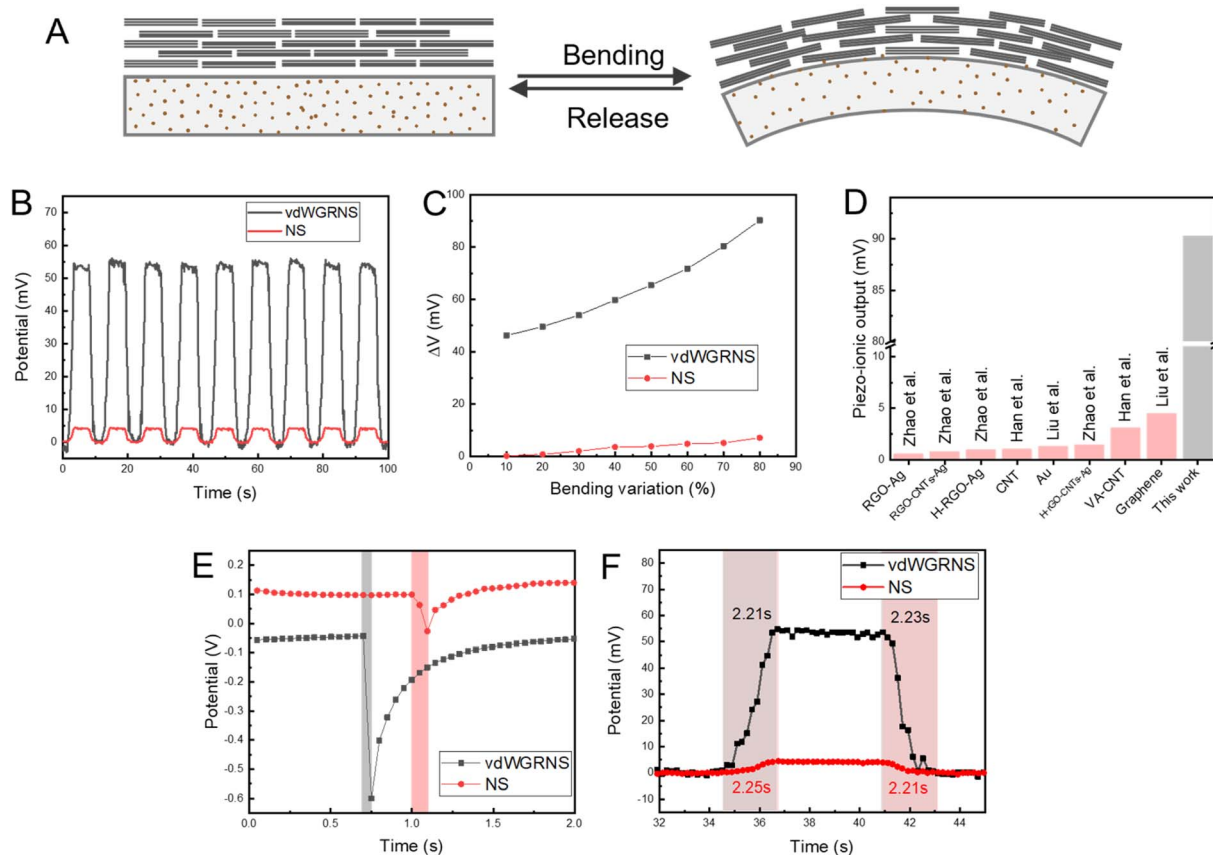 A
Bending
Release
B
Potential (mV)
70
60
50
40
30
20
10
0
0 20 40 60 80 100
Time (s)
vdWGRNS
NS
C
ΔV (mV)
100
80
60
40
20
0
0 10 20 30 40 50 60 70 80 90
Bending variation (%)
vdWGRNS
NS
D
Piezo-ionic output (mV)
90
85
80
10
5
0
Zhao et al.
Zhao et al.
Zhao et al.
Han et al.
Liu et al.
Zhao et al.
Han et al.
Liu et al.
RGO-Ag
RGO-CNTs-Ag
H-RGO-Ag
CNT
Au
H-rGO-CNTs-Ag
VA-CNT
Graphene
This work
E
Potential (V)
0.2
0.1
0.0
-0.1
-0.2
-0.3
-0.4
-0.5
-0.6
0.0 0.5 1.0 1.5 2.0
Time (s)
vdWGRNS
NS
F
Potential (mV)
80
70
60
50
40
30
20
10
0
-10
32 34 36 38 40 42 44
Time (s)
vdWGRNS
NS
2.21s
2.23s
2.25s
2.21s